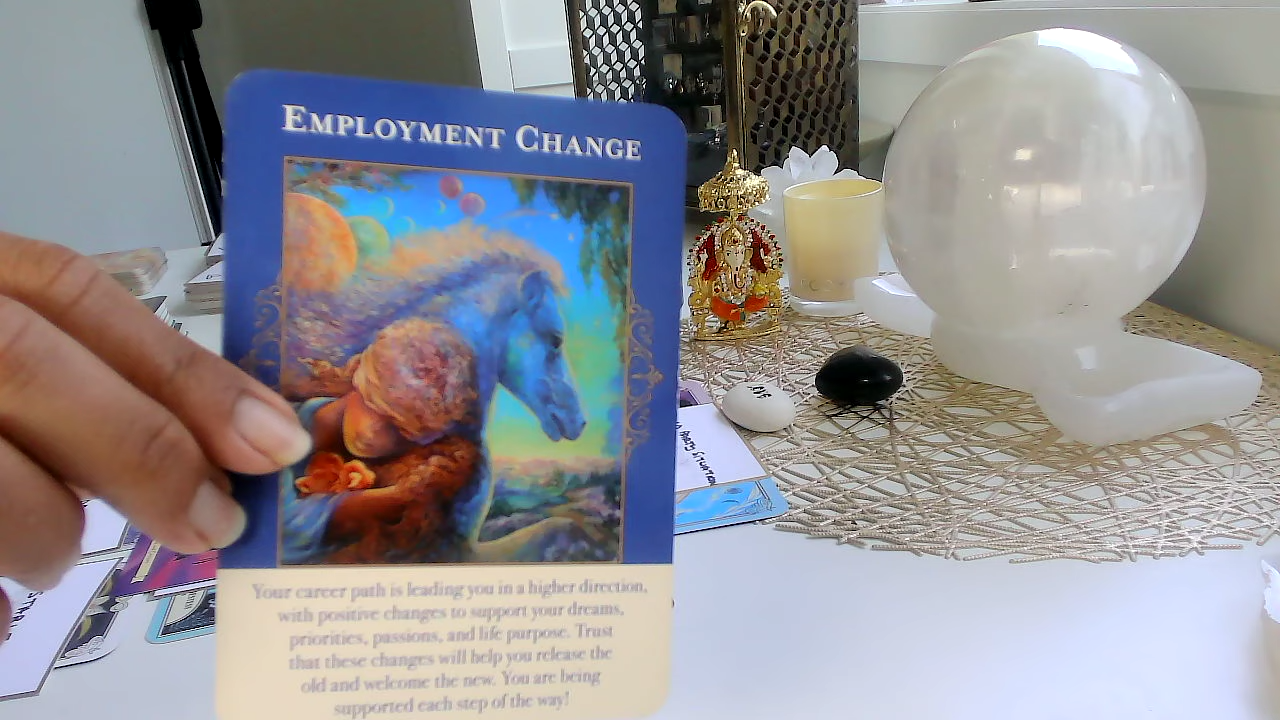 EMPLOYMENT CHANGE
Your career path is leading you in a higher direction,
with positive changes to support your dreams,
priorities, passions, and life purpose. Trust
that these changes will help you release the
old and welcome the new. You are being
supported each step of the way!